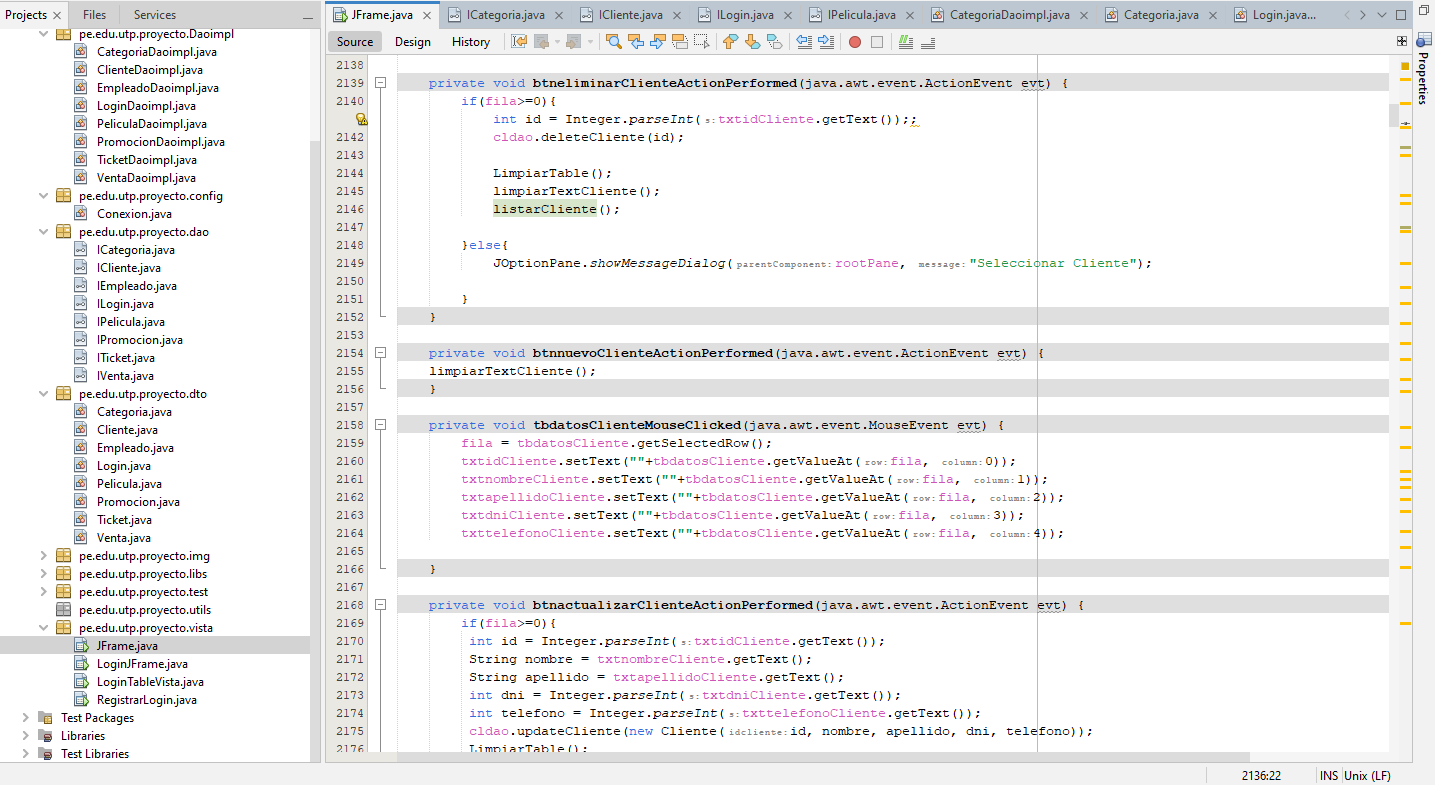 Projects Files Services
pe.edu.utp.proyecto.Daoimpl
CategoriaDaoimpl.java
ClienteDaoimpl.java
EmpleadoDaoimpl.java
LoginDaoimpl.java
PeliculaDaoimpl.java
PromocionDaoimpl.java
TicketDaoimpl.java
VentaDaoimpl.java
pe.edu.utp.proyecto.config
Conexion.java
pe.edu.utp.proyecto.dao
ICategoria.java
ICliente.java
IEmpleado.java
ILogin.java
IPelicula.java
IPromocion.java
ITicket.java
IVenta.java
pe.edu.utp.proyecto.dto
Categoria.java
Cliente.java
Empleado.java
Login.java
Pelicula.java
Promocion.java
Ticket.java
Venta.java
pe.edu.utp.proyecto.img
pe.edu.utp.proyecto.libs
pe.edu.utp.proyecto.test
pe.edu.utp.proyecto.utils
pe.edu.utp.proyecto.vista
JFrame.java
LoginJFrame.java
LoginTableVista.java
RegistrarLogin.java
Test Packages
Libraries
Test Libraries
JFrame.java ICategoria.java ICliente.java ILogin.java IPelicula.java CategoriaDaoimpl.java Categoria.java Login.java...
Source Design History
2138
2139 private void btneliminarClienteActionPerformed(java.awt.event.ActionEvent evt) {
2140 if(fila>=0){
int id = Integer.parseInt(s:txtidCliente.getText());;
2142 cldao.deleteCliente(id);
2143
2144 LimpiarTable();
2145 limpiarTextCliente();
2146 listarCliente();
2147
2148 }else{
2149 JOptionPane.showMessageDialog(parentComponent:rootPane, message:"Seleccionar Cliente");
2150
2151 }
2152 }
2153
2154 private void btnnuevoClienteActionPerformed(java.awt.event.ActionEvent evt) {
2155 limpiarTextCliente();
2156 }
2157
2158 private void tbdatosClienteMouseClicked(java.awt.event.MouseEvent evt) {
2159 fila = tbdatosCliente.getSelectedRow();
2160 txtidCliente.setText(""+tbdatosCliente.getValueAt(row:fila, column:0));
2161 txtnombreCliente.setText(""+tbdatosCliente.getValueAt(row:fila, column:1));
2162 txtapellidoCliente.setText(""+tbdatosCliente.getValueAt(row:fila, column:2));
2163 txtdniCliente.setText(""+tbdatosCliente.getValueAt(row:fila, column:3));
2164 txttelefonoCliente.setText(""+tbdatosCliente.getValueAt(row:fila, column:4));
2165
2166 }
2167
2168 private void btnactualizarClienteActionPerformed(java.awt.event.ActionEvent evt) {
2169 if(fila>=0){
2170 int id = Integer.parseInt(s:txtidCliente.getText());
2171 String nombre = txtnombreCliente.getText();
2172 String apellido = txtapellidoCliente.getText();
2173 int dni = Integer.parseInt(s:txtdniCliente.getText());
2174 int telefono = Integer.parseInt(s:txttelefonoCliente.getText());
2175 cldao.updateCliente(new Cliente(idcliente:id, nombre, apellido, dni, telefono));
2176 LimpiarTable();
Properties
2136:22 INS Unix (LF)